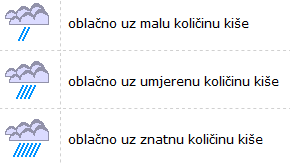 oblačno uz malu količinu kiše
oblačno uz umjerenu količinu kiše
oblačno uz znatnu količinu kiše